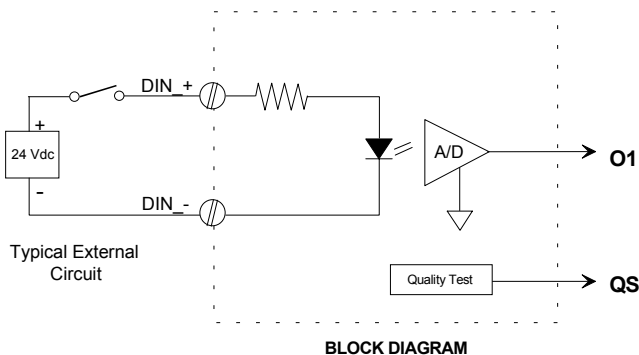 DIN_+
+
24 Vdc
-
DIN_-
A/D
O1
Typical External
Circuit
Quality Test
QS
BLOCK DIAGRAM